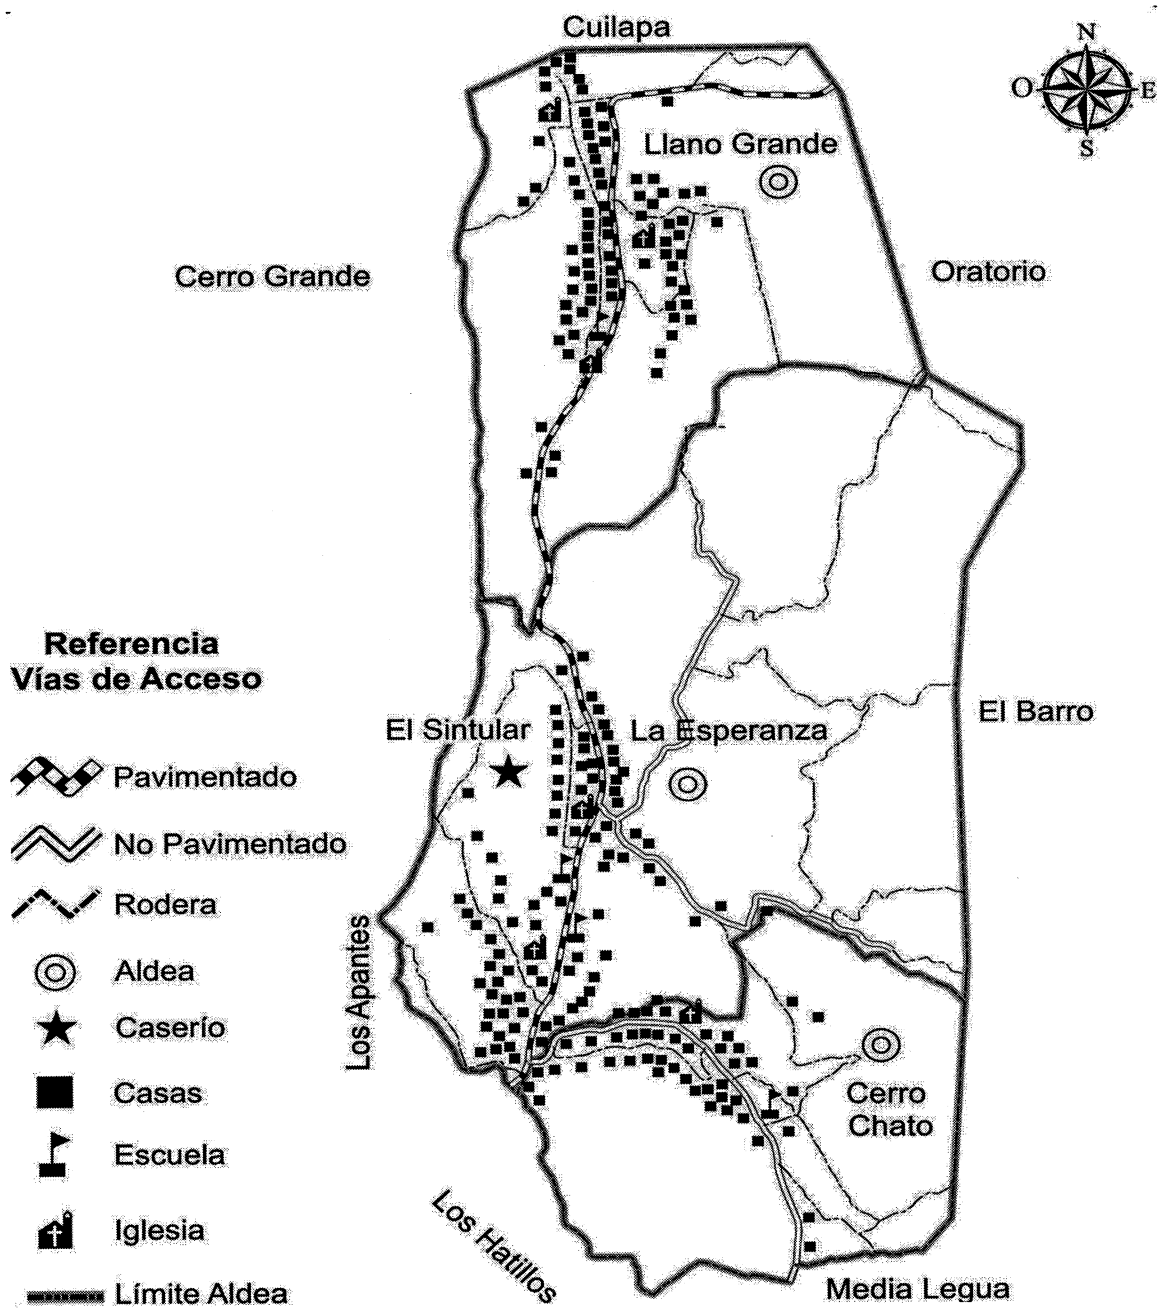 Cuilapa
N
O
E
S
Llano Grande
Cerro Grande
Oratorio
Referencia
Vías de Acceso
El Sintular
La Esperanza
El Barro
Pavimentado
No Pavimentado
Rodera
Aldea
Caserío
Casas
Escuela
Iglesia
Límite Aldea
Los Apantes
Cerro
Chato
Los Hatillos
Media Legua